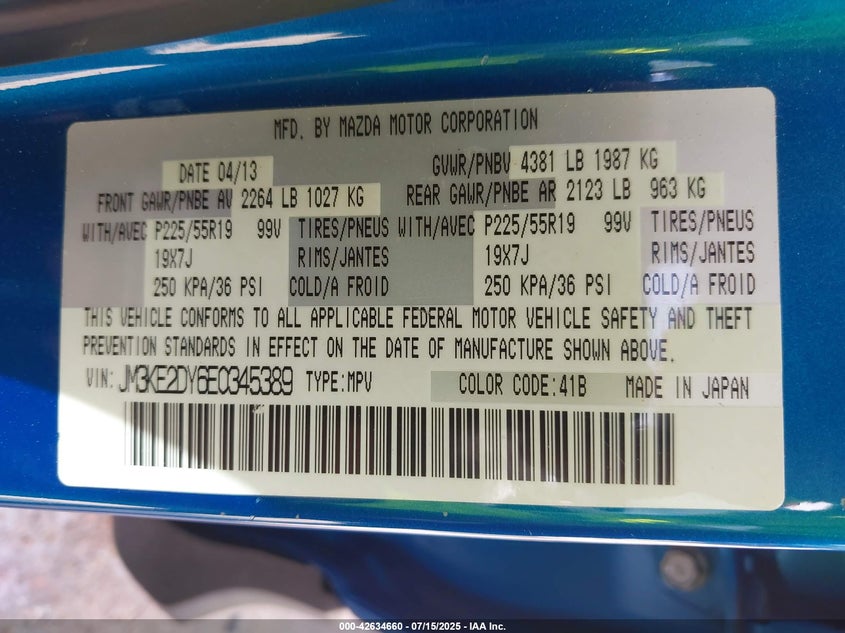 MFD. BY MAZDA MOTOR CORPORATION
DATE 04/13 GVWR/PNBV 4381 LB 1987 KG
FRONT GAWR/PNBE AV 2264 LB 1027 KG REAR GAWR/PNBE AR 2123 LB 963 KG
WITH/AVEC P225/55R19 99V TIRES/PNEUS WITH/AVEC P225/55R19 99V TIRES/PNEUS
19X7J RIMS/JANTES 19X7J RIMS/JANTES
250 KPA/36 PSI COLD/A FROID 250 KPA/36 PSI COLD/A FROID
THIS VEHICLE CONFORMS TO ALL APPLICABLE FEDERAL MOTOR VEHICLE SAFETY AND THEFT
PREVENTION STANDARDS IN EFFECT ON THE DATE OF MANUFACTURE SHOWN ABOVE.
VIN: JM3KE2DY6E0345389 TYPE:MPV COLOR CODE:41B MADE IN JAPAN
000-42634660 - 07/15/2025 - IAA Inc.